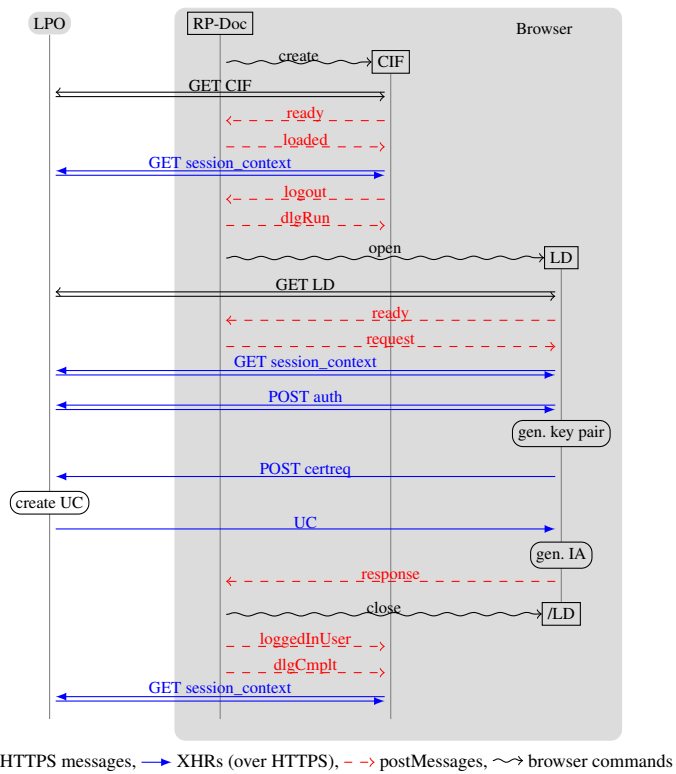 LPO
RP-Doc
Browser
create
CIF
GET CIF
ready
loaded
GET session_context
logout
dlgRun
open
LD
GET LD
ready
request
GET session_context
POST auth
gen. key pair
POST certreq
create UC
UC
gen. IA
response
close
/LD
loggedInUser
dlgCmplt
GET session_context
HTTPS messages, XHRs (over HTTPS), postMessages, browser commands